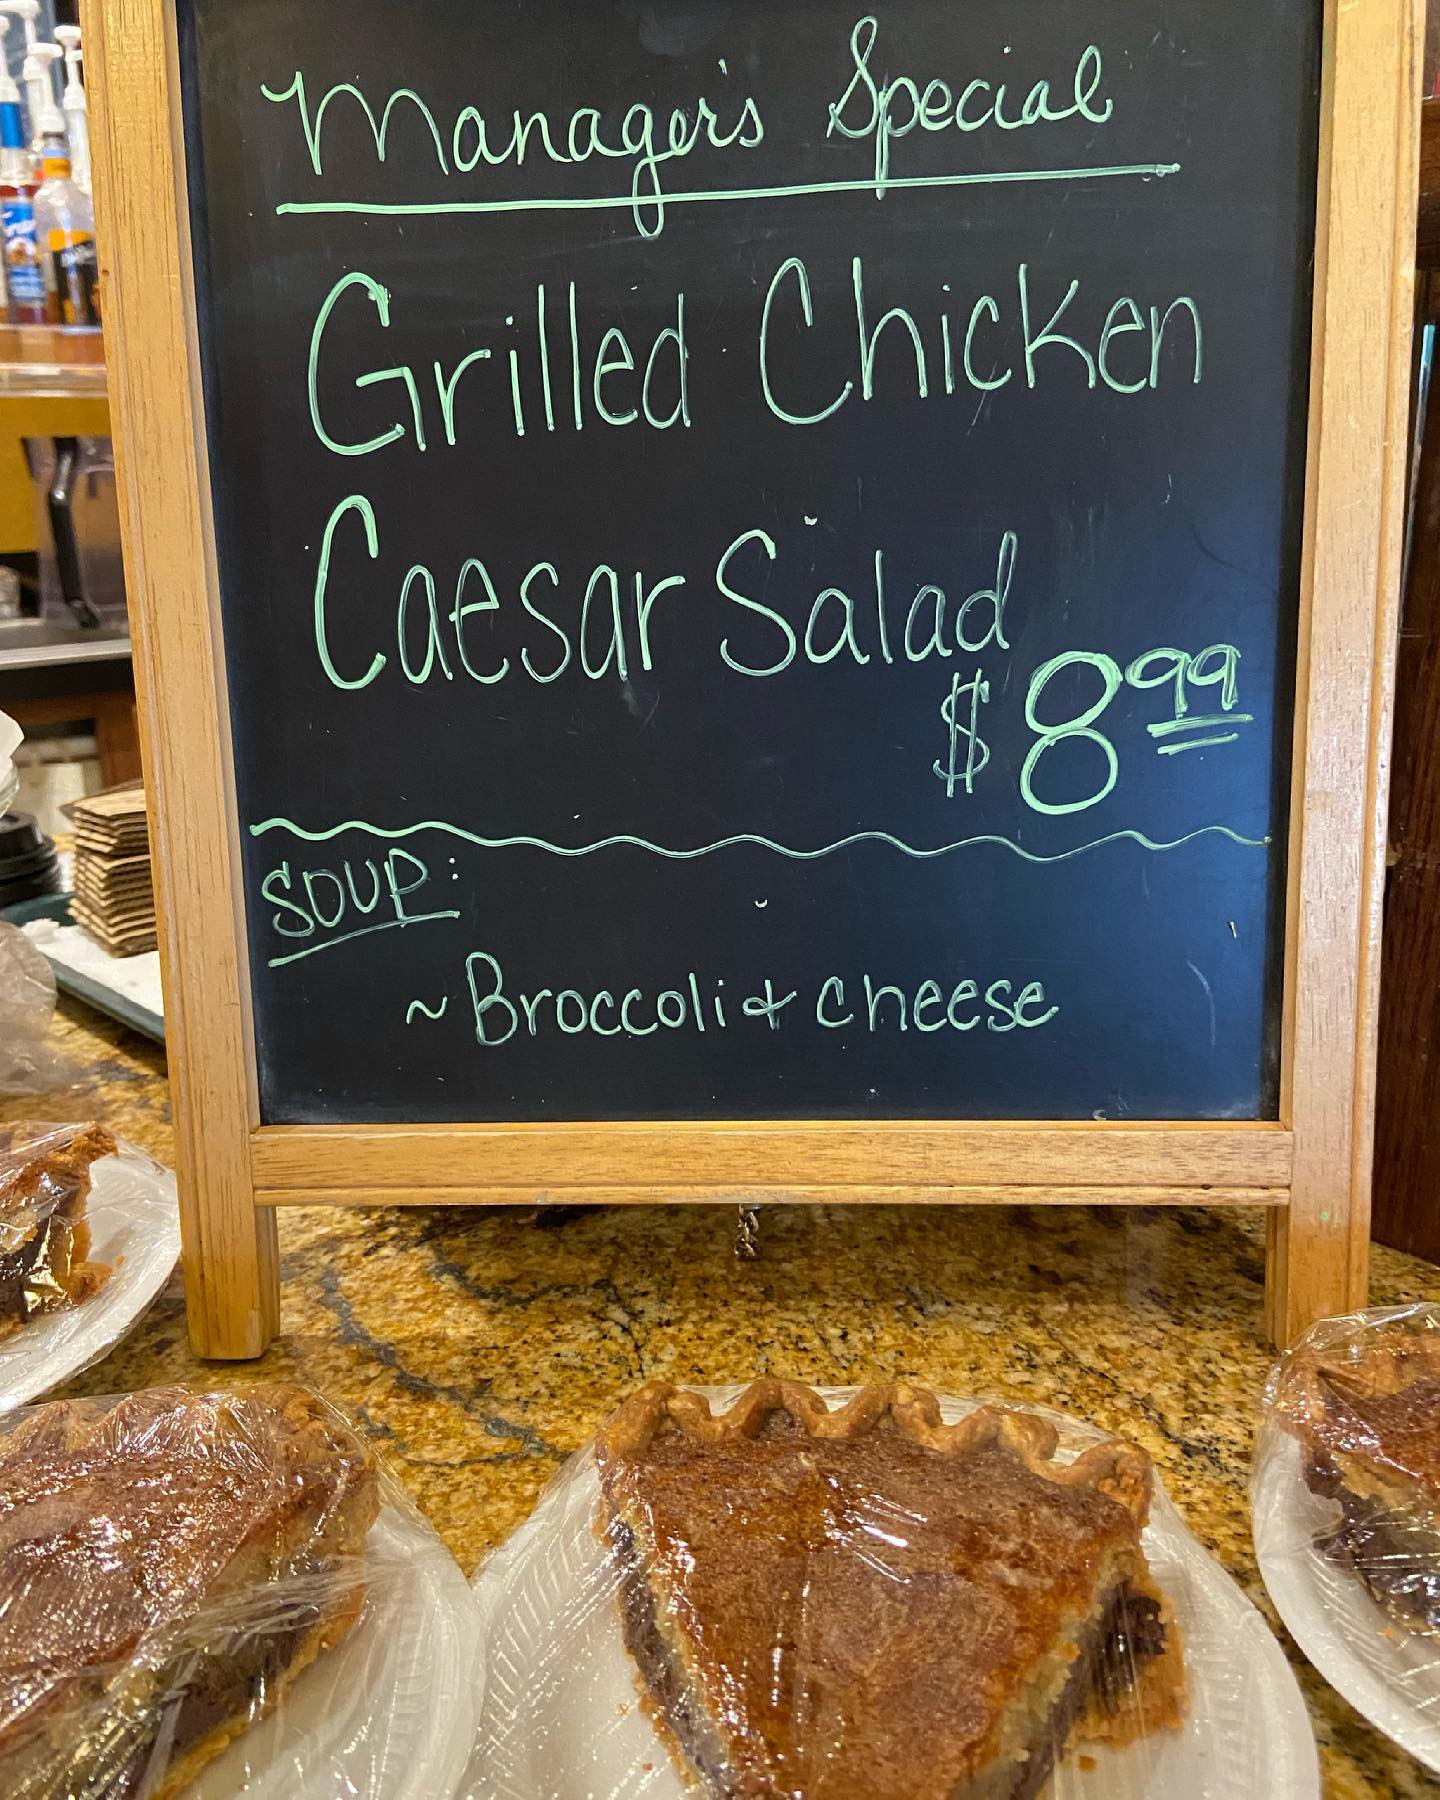 Manager's Special
Grilled Chicken
Caesar Salad
$8.99
SOUP:
~Broccoli & cheese